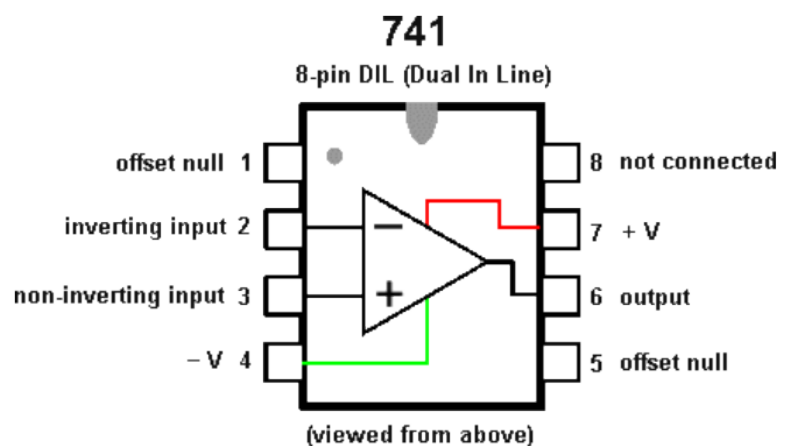 741
8-pin DIL (Dual In Line)
offset null 1
8 not connected
inverting input 2
7 + V
non-inverting input 3
6 output
– V 4
5 offset null
(viewed from above)
−
+